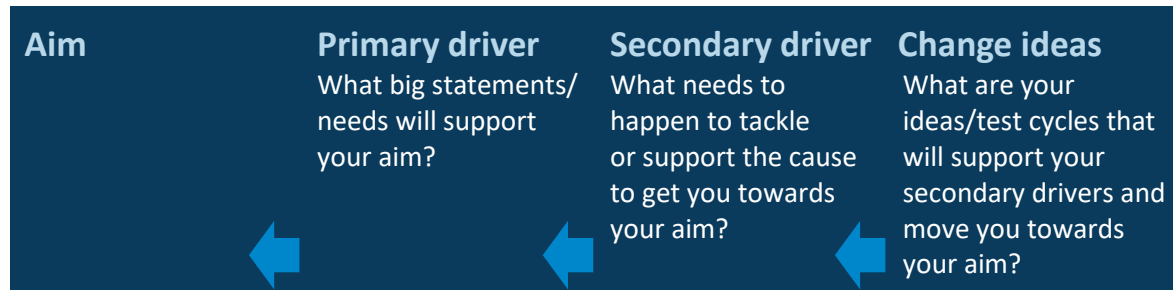 Aim
Primary driver
What big statements/
needs will support
your aim?
Secondary driver
What needs to
happen to tackle
or support the cause
to get you towards
your aim?
Change ideas
What are your
ideas/test cycles that
will support your
secondary drivers and
move you towards
your aim?